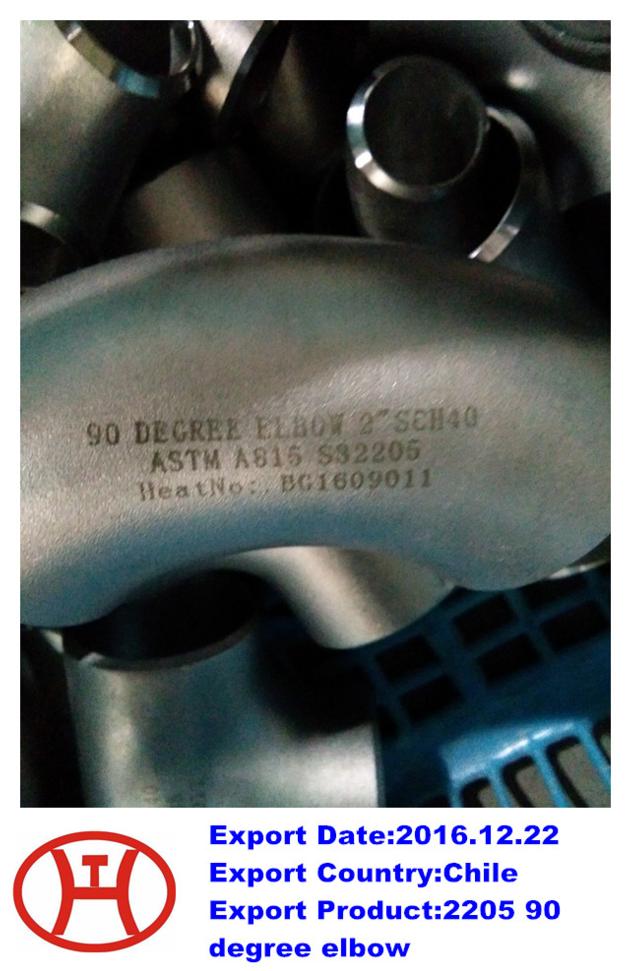 90 DEGREE ELBOW 2″SCH40
ASTM A815 S32205
HeatNo:. BG1609011
Export Date:2016.12.22
Export Country:Chile
Export Product:2205 90
degree elbow